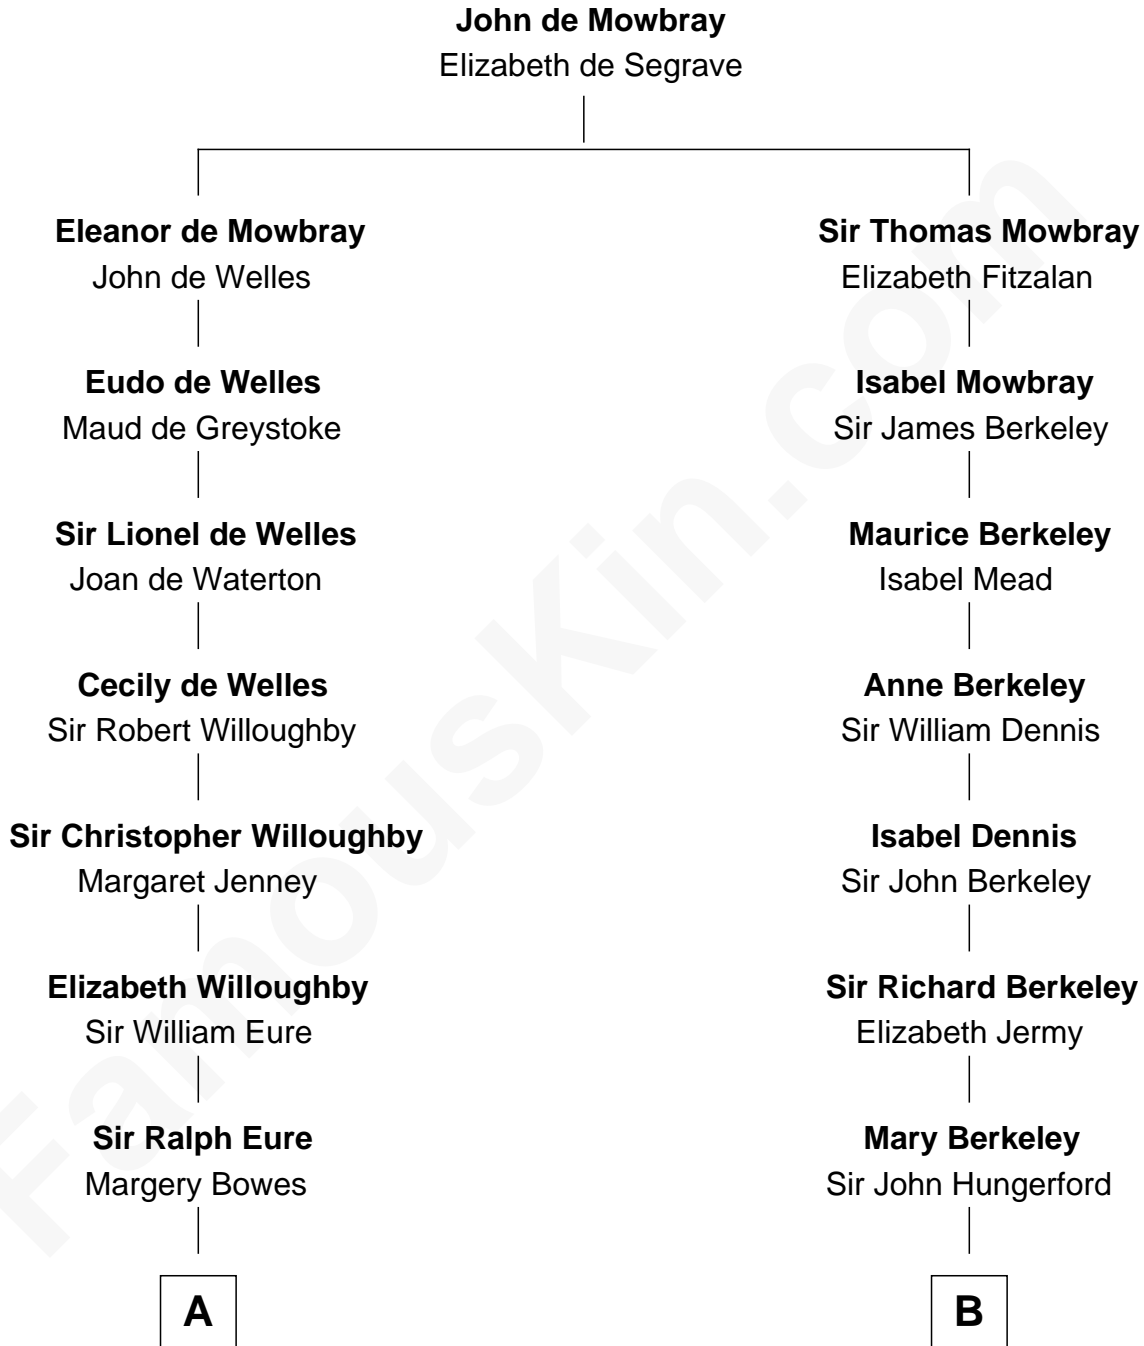 John de Mowbray
Elizabeth de Segrave
Eleanor de Mowbray
John de Welles
Eudo de Welles
Maud de Greystoke
Sir Lionel de Welles
Joan de Waterton
Cecily de Welles
Sir Robert Willoughby
Sir Christopher Willoughby
Margaret Jenney
Elizabeth Willoughby
Sir William Eure
Sir Ralph Eure
Margery Bowes
A
Sir Thomas Mowbray
Elizabeth Fitzalan
Isabel Mowbray
Sir James Berkeley
Maurice Berkeley
Isabel Mead
Anne Berkeley
Sir William Dennis
Isabel Dennis
Sir John Berkeley
Sir Richard Berkeley
Elizabeth Jermy
Mary Berkeley
Sir John Hungerford
B
FamousKin.com